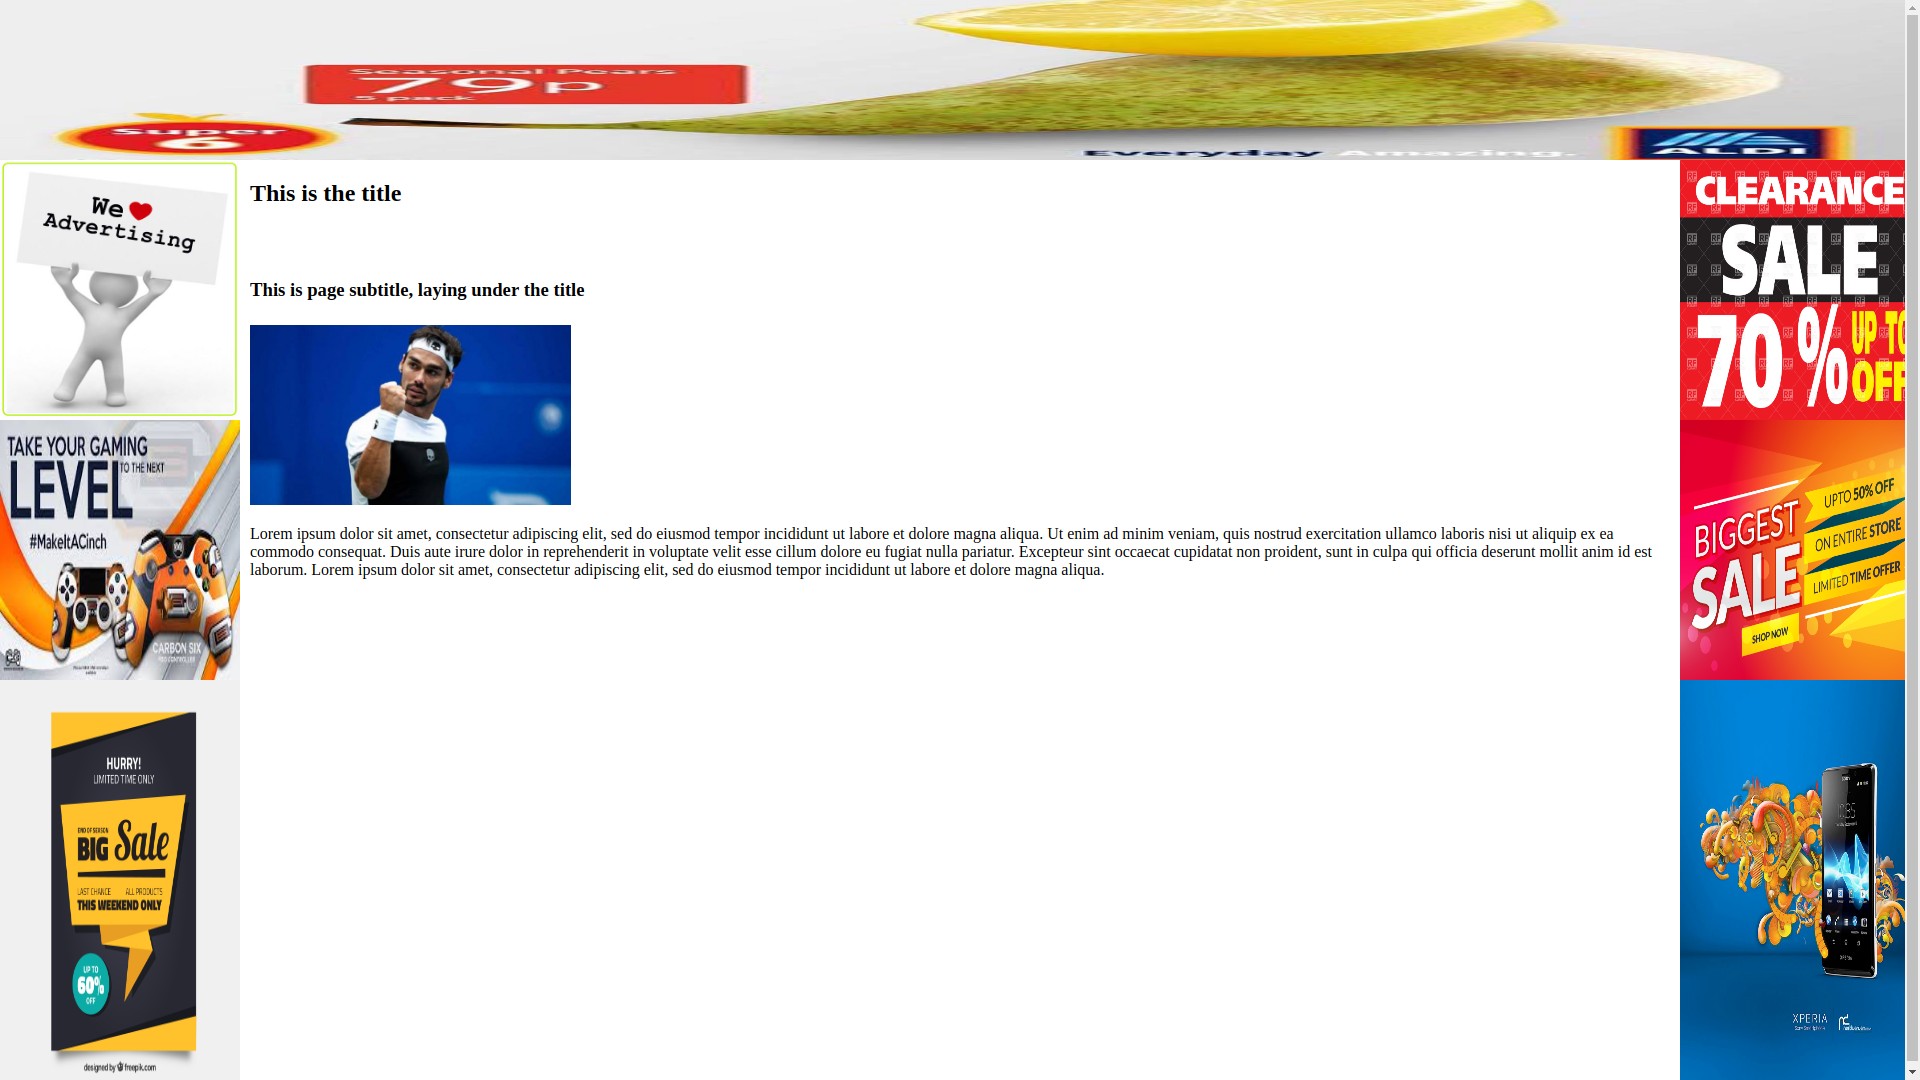 Seasonal Pears
79p
5 pack
Super
6
Everyday Amazing.
ALDI
We
Advertising
TAKE YOUR GAMING
LEVEL TO THE NEXT
#MakeItACinch
CARBON SIX
HURRY!
LIMITED TIME ONLY
END OF SEASON
BIG Sale
LAST CHANCE ALL PRODUCTS
THIS WEEKEND ONLY
UP TO
60%
OFF
designed by freepik.com
This is the title
This is page subtitle, laying under the title
Lorem ipsum dolor sit amet, consectetur adipiscing elit, sed do eiusmod tempor incididunt ut labore et dolore magna aliqua. Ut enim ad minim veniam, quis nostrud exercitation ullamco laboris nisi ut aliquip ex ea
commodo consequat. Duis aute irure dolor in reprehenderit in voluptate velit esse cillum dolore eu fugiat nulla pariatur. Excepteur sint occaecat cupidatat non proident, sunt in culpa qui officia deserunt mollit anim id est
laborum. Lorem ipsum dolor sit amet, consectetur adipiscing elit, sed do eiusmod tempor incididunt ut labore et dolore magna aliqua.
CLEARANCE
SALE
70% UP TO
OFF
BIGGEST
SALE
UPTO 50% OFF
ON ENTIRE STORE
LIMITED TIME OFFER
SHOP NOW
SONY
XPERIA